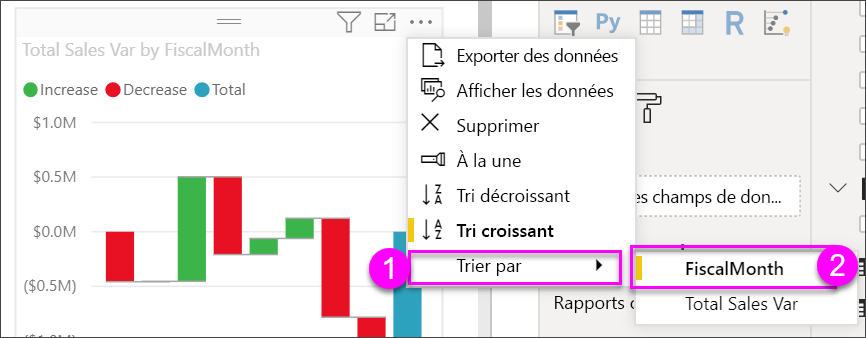 Total Sales Var by FiscalMonth
Increase Decrease Total
$1.0M
$0.5M
$0.0M
($0.5M)
($1.0M)
Exporter des données
Afficher les données
Supprimer
À la une
Tri décroissant
Tri croissant
1 Trier par
Py R
es champs de don...
FiscalMonth 2
Total Sales Var
Rapports